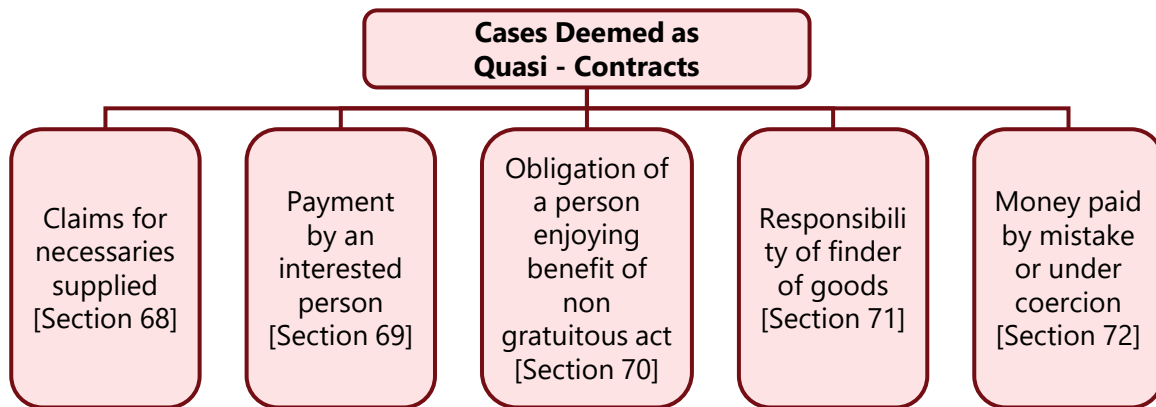 Cases Deemed as
Quasi - Contracts
Claims for
necessaries
supplied
[Section 68]
Payment
by an
interested
person
[Section 69]
Obligation of
a person
enjoying
benefit of
non
gratuitous act
[Section 70]
Responsibili
ty of finder
of goods
[Section 71]
Money paid
by mistake
or under
coercion
[Section 72]